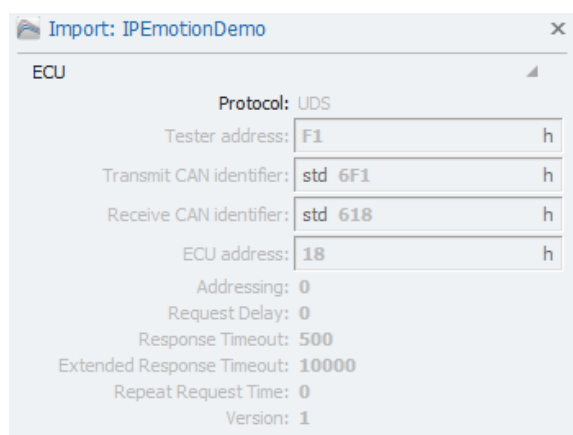 Import: IPEmotionDemo
ECU
Protocol: UDS
Tester address: F1 h
Transmit CAN identifier: std 6F1 h
Receive CAN identifier: std 618 h
ECU address: 18 h
Addressing: 0
Request Delay: 0
Response Timeout: 500
Extended Response Timeout: 10000
Repeat Request Time: 0
Version: 1